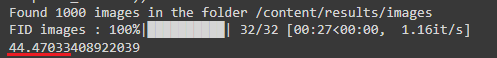 Found 1000 images in the folder /content/results/images
FID images : 100%|██████████| 32/32 [00:27<00:00, 1.16it/s]
44.47033408922039